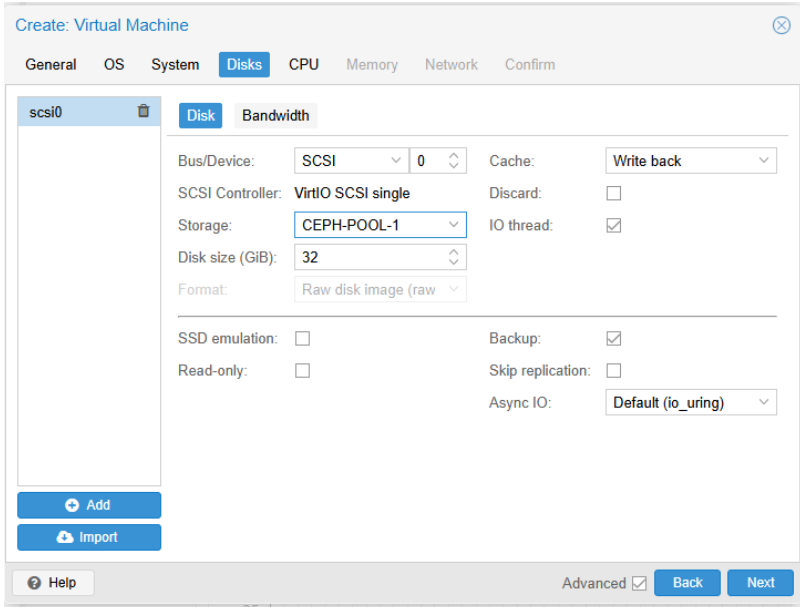 Create: Virtual Machine
General OS System Disks CPU Memory Network Confirm
scsi0
Disk Bandwidth
Bus/Device: SCSI 0 Cache: Write back
SCSI Controller: VirtIO SCSI single Discard:
Storage: CEPH-POOL-1 IO thread:
Disk size (GiB): 32
Format: Raw disk image (raw
SSD emulation: Backup:
Read-only: Skip replication:
Async IO: Default (io_uring)
Add
Import
Help Advanced Back Next